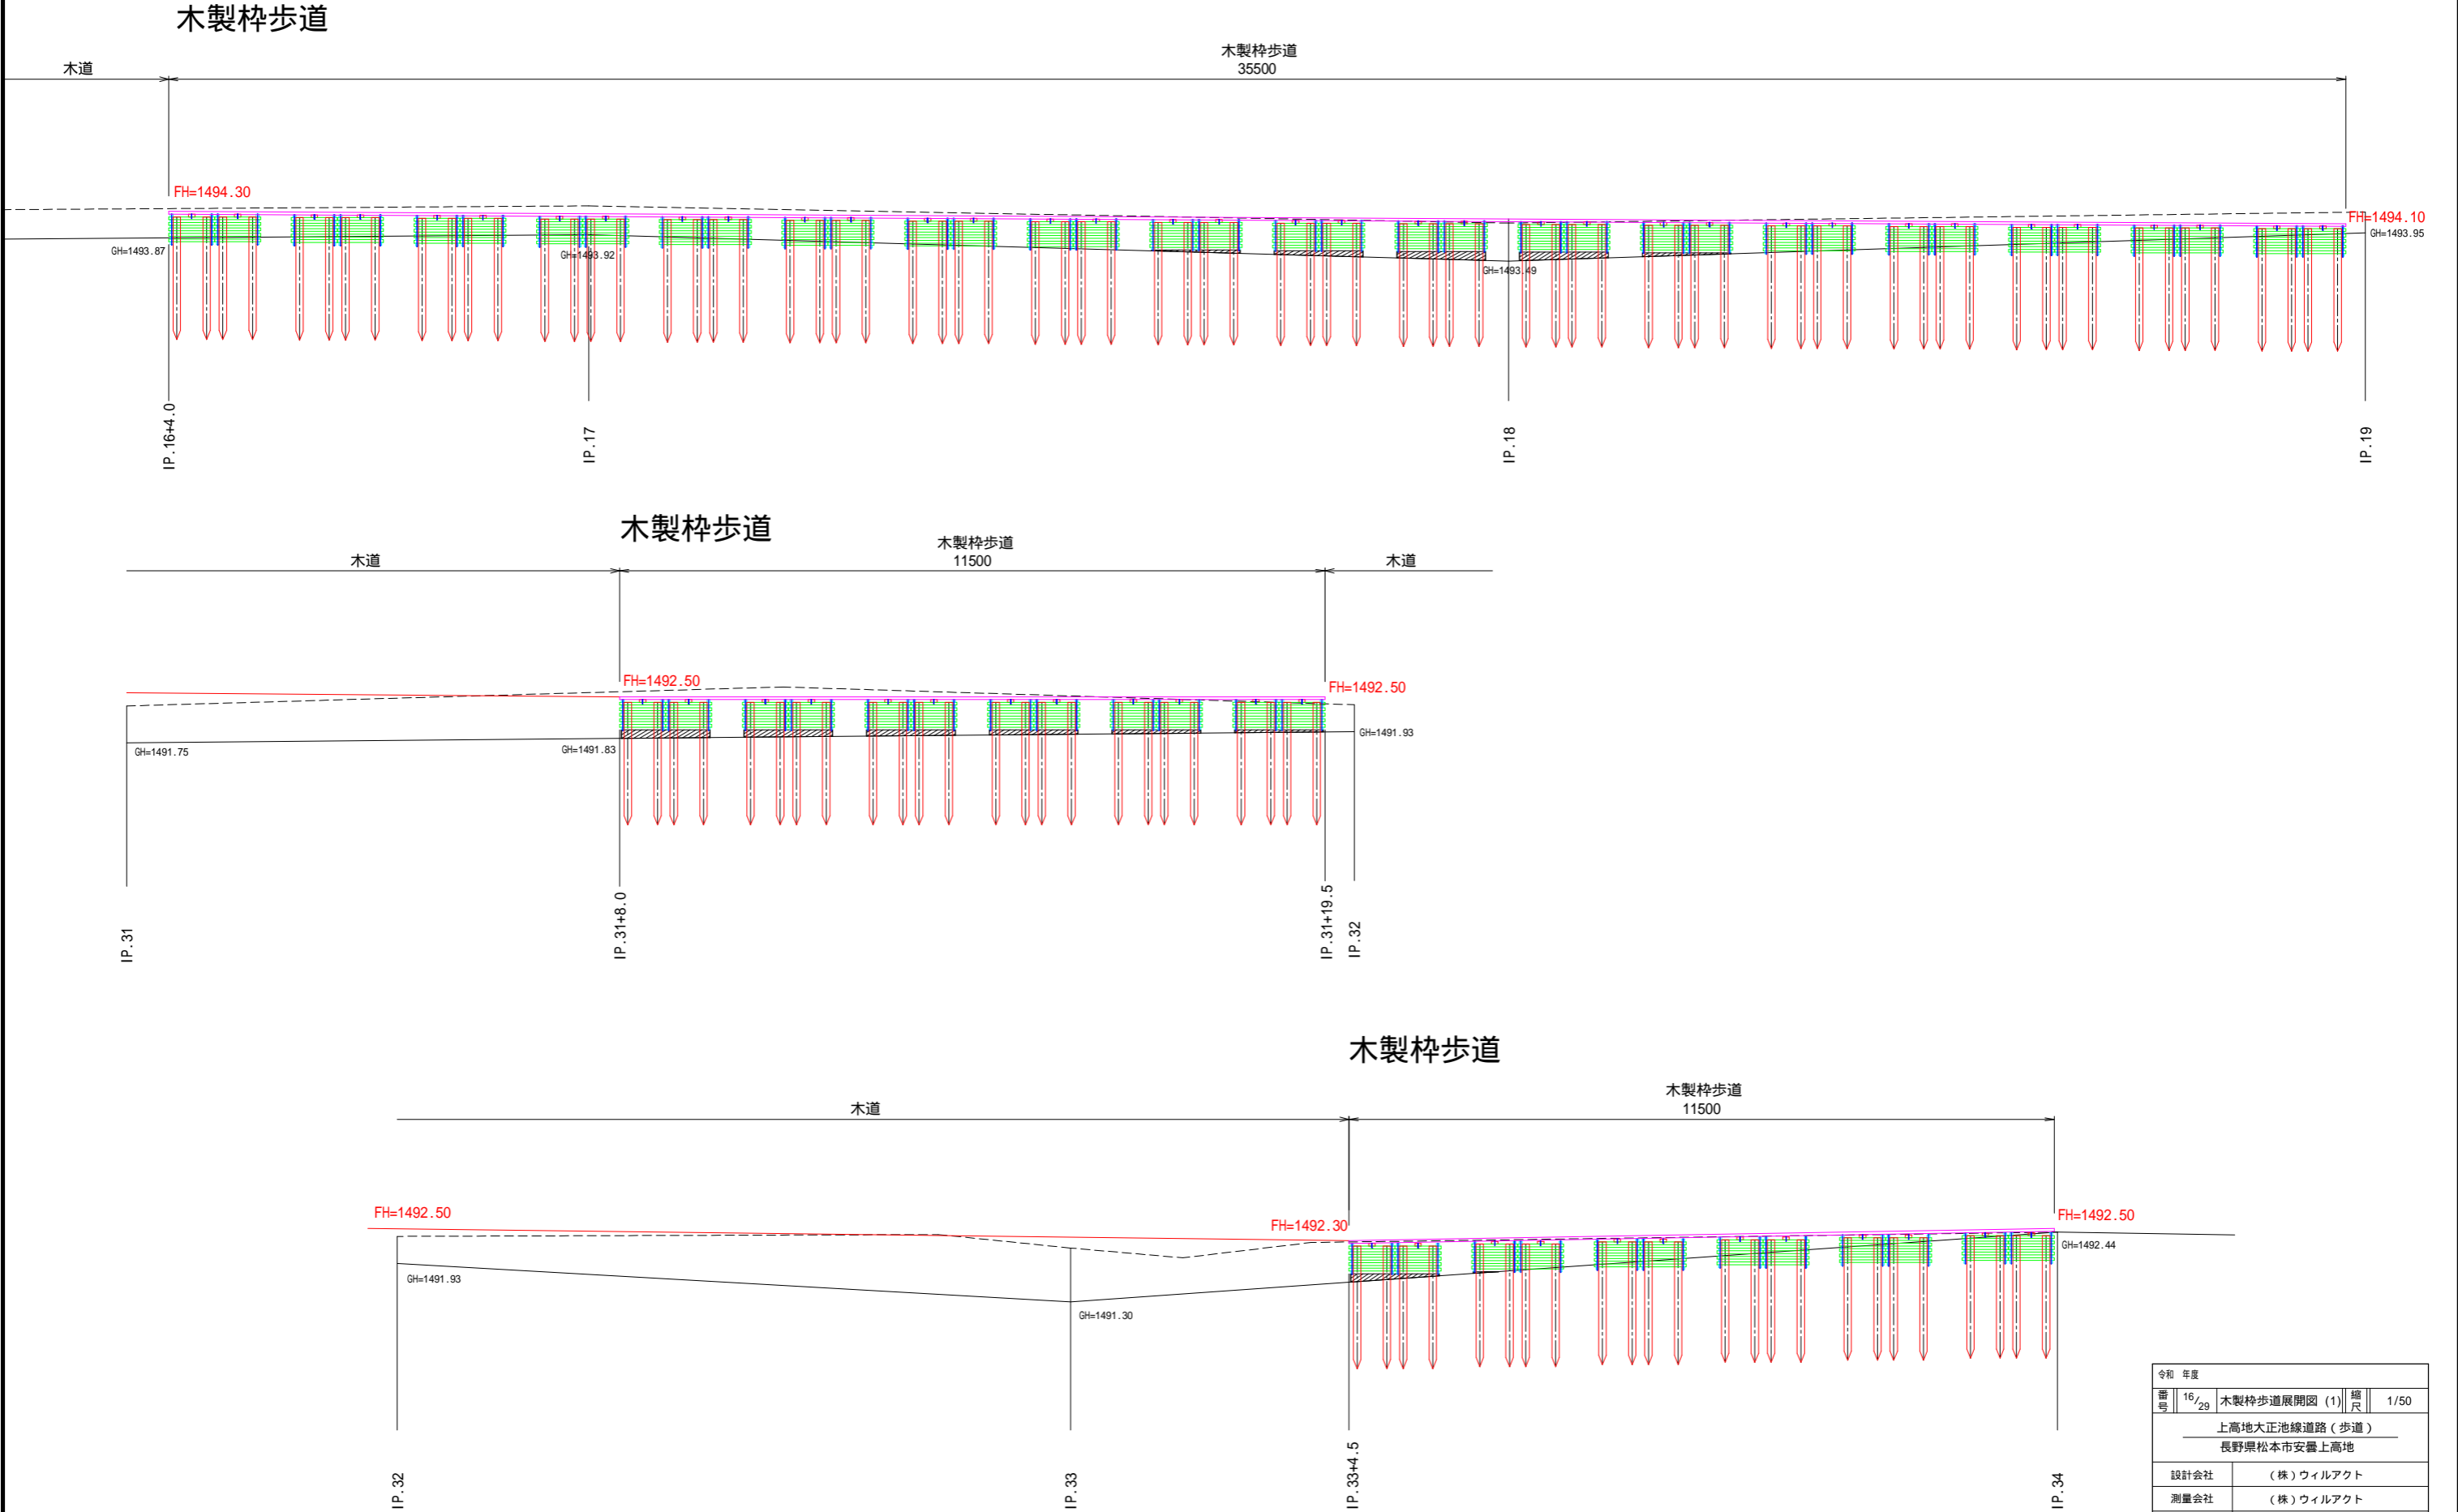 木製枠歩道
木道
木製枠歩道
35500
FH=1494.30
FH=1494.10
GH=1493.87
GH=1493.92
GH=1493.49
GH=1493.95
IP.16+4.0
IP.17
IP.18
IP.19
木製枠歩道
木道
木製枠歩道
11500
木道
FH=1492.50
FH=1492.50
GH=1491.75
GH=1491.83
GH=1491.93
IP.31
IP.31+8.0
IP.31+19.5
IP.32
木製枠歩道
木道
木製枠歩道
11500
FH=1492.50
FH=1492.30
FH=1492.50
GH=1491.93
GH=1491.30
GH=1492.44
IP.32
IP.33
IP.33+4.5
IP.34
令和 年度
番号 16/29 木製枠歩道展開図 (1) 縮尺 1/50
上高地大正池線道路(歩道)
長野県松本市安曇上高地
設計会社 (株)ウィルアクト
測量会社 (株)ウィルアクト